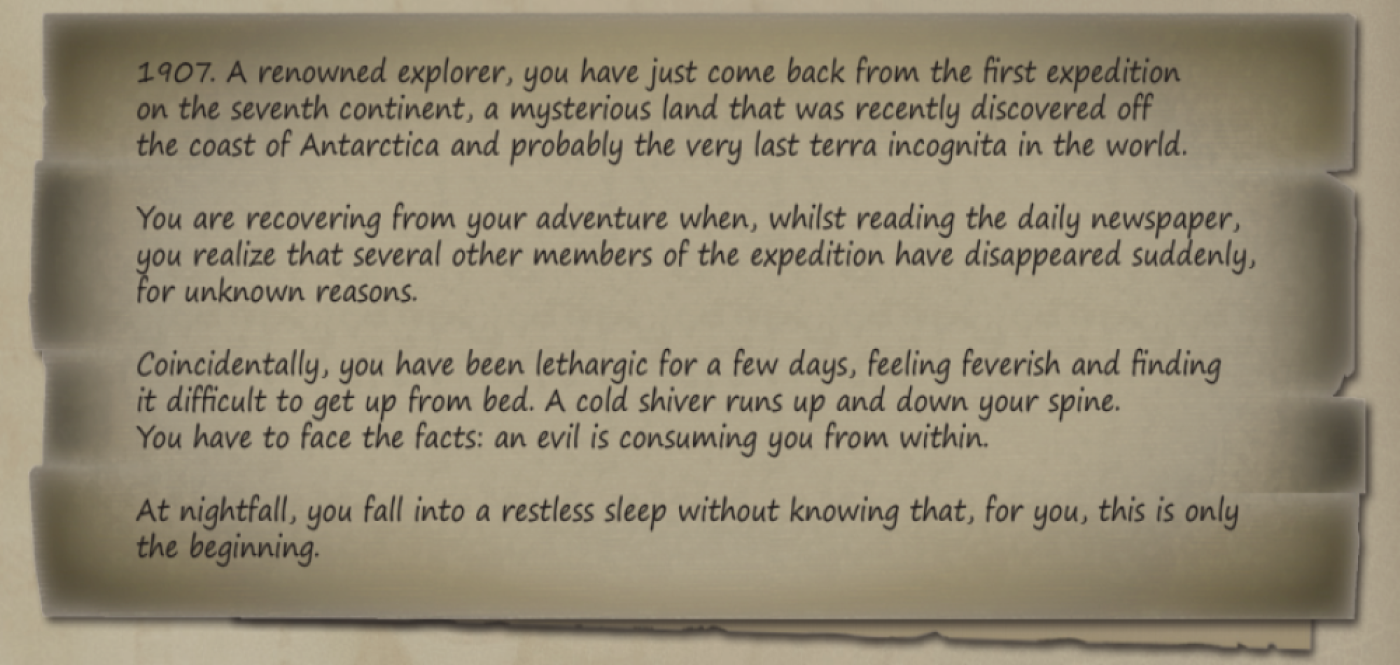 1907. A renowned explorer, you have just come back from the first expedition
on the seventh continent, a mysterious land that was recently discovered off
the coast of Antarctica and probably the very last terra incognita in the world.
You are recovering from your adventure when, whilst reading the daily newspaper,
you realize that several other members of the expedition have disappeared suddenly,
for unknown reasons.
Coincidentally, you have been lethargic for a few days, feeling feverish and finding
it difficult to get up from bed. A cold shiver runs up and down your spine.
You have to face the facts: an evil is consuming you from within.
At nightfall, you fall into a restless sleep without knowing that, for you, this is only
the beginning.